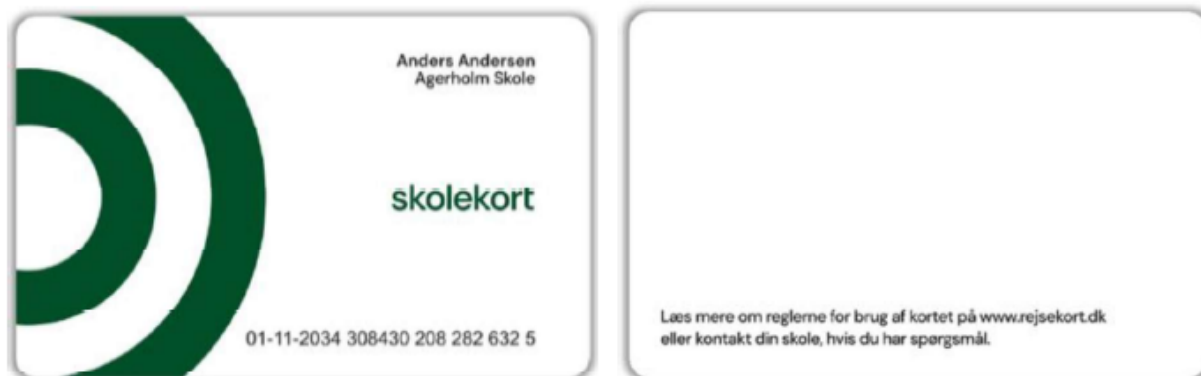 Anders Andersen
Agerholm Skole
skolekort
01-11-2034 308430 208 282 632 5
Læs mere om reglerne for brug af kortet på www.rejsekort.dk
eller kontakt din skole, hvis du har spørgsmål.